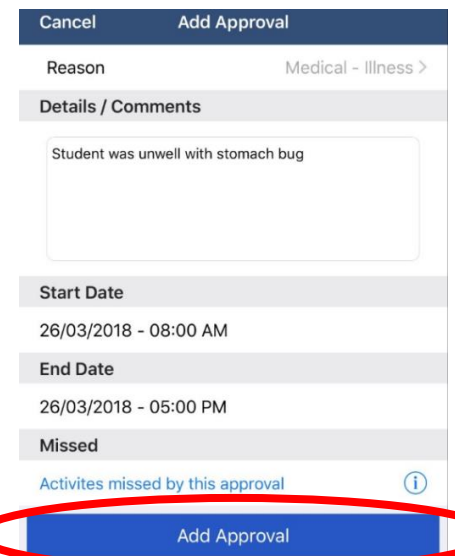 Cancel Add Approval
Reason Medical - Illness >
Details / Comments
Student was unwell with stomach bug
Start Date
26/03/2018 - 08:00 AM
End Date
26/03/2018 - 05:00 PM
Missed
Activites missed by this approval i
Add Approval